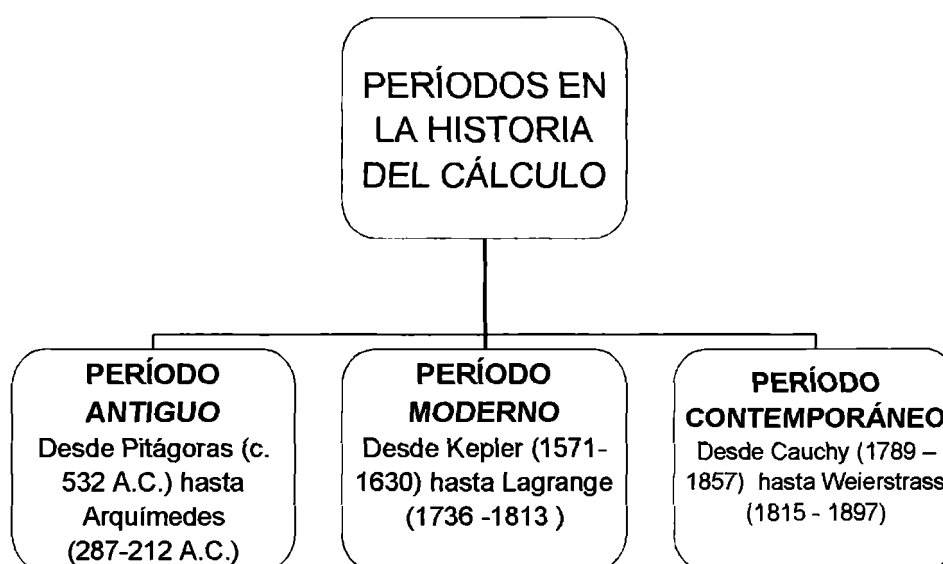 PERÍODOS EN
LA HISTORIA
DEL CÁLCULO
PERÍODO
ANTIGUO
Desde Pitágoras (c.
532 A.C.) hasta
Arquímedes
(287-212 A.C.)
PERÍODO
MODERNO
Desde Kepler (1571-
1630) hasta Lagrange
(1736 -1813 )
PERÍODO
CONTEMPORÁNEO
Desde Cauchy (1789 –
1857) hasta Weierstrass
(1815 - 1897)